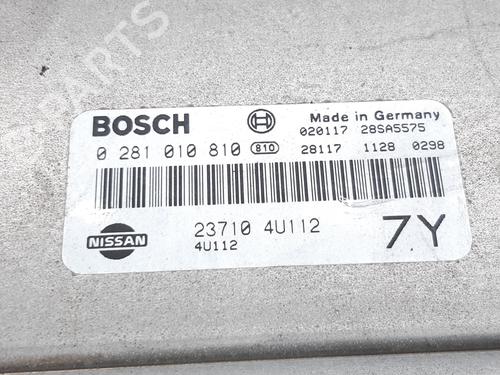 BOSCH
Made in Germany
020117 28SA5575
0 281 010 810 810
28117 1128 0298
NISSAN
23710 4U112
4U112
7Y
PARTS